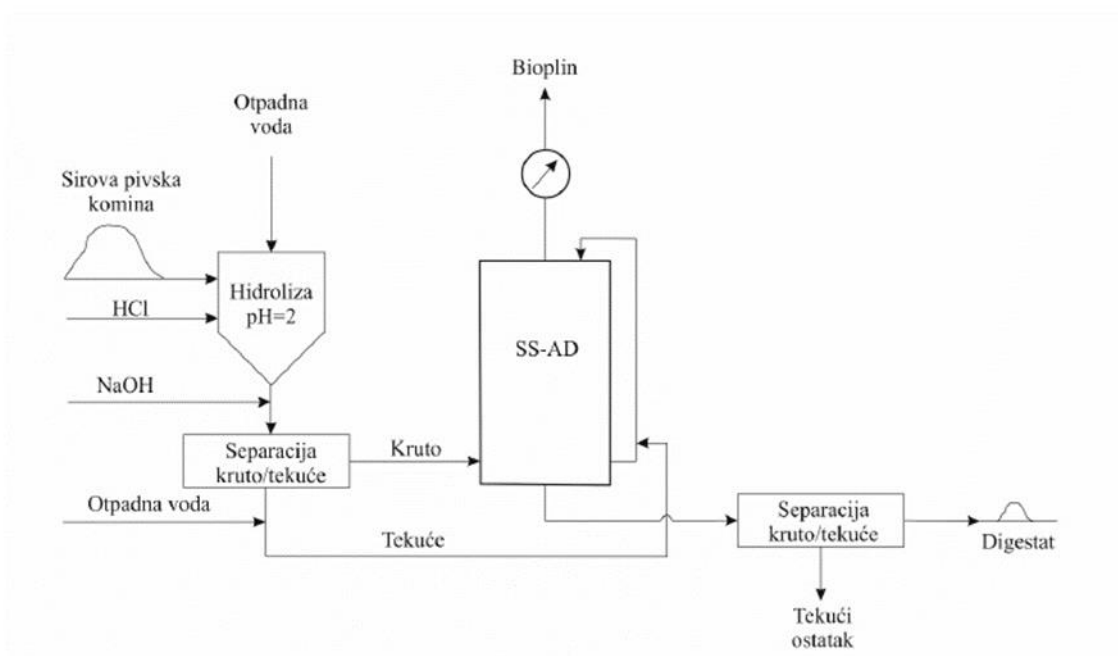 Bioplin
Otpadna
voda
Sirova pivska
komina
Hidroliza
pH=2
HCl
SS-AD
NaOH
Separacija
kruto/tekuće
Kruto
Otpadna voda
Tekuće
Separacija
kruto/tekuće
Digestat
Tekući
ostatak